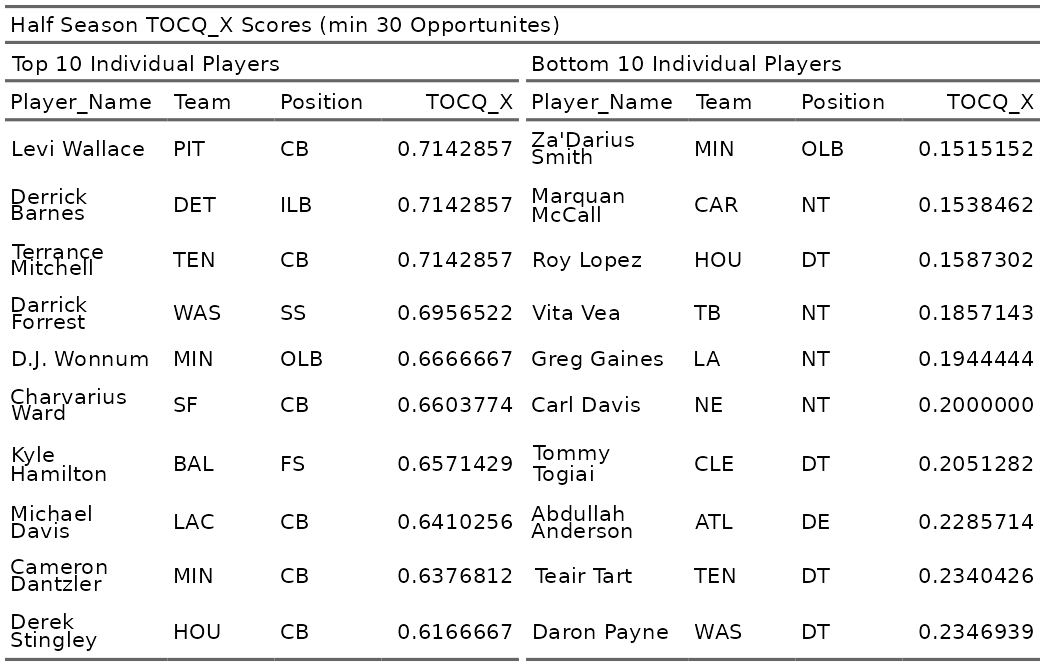 Half Season TOCQ_X Scores (min 30 Opportunites)
Top 10 Individual Players
Player_Name Team Position TOCQ_X
Levi Wallace PIT CB 0.7142857
Derrick
Barnes DET ILB 0.7142857
Terrance
Mitchell TEN CB 0.7142857
Darrick
Forrest WAS SS 0.6956522
D.J. Wonnum MIN OLB 0.6666667
Charvarius
Ward SF CB 0.6603774
Kyle
Hamilton BAL FS 0.6571429
Michael
Davis LAC CB 0.6410256
Cameron
Dantzler MIN CB 0.6376812
Derek
Stingley HOU CB 0.6166667
Bottom 10 Individual Players
Player_Name Team Position TOCQ_X
Za'Darius
Smith MIN OLB 0.1515152
Marquan
McCall CAR NT 0.1538462
Roy Lopez HOU DT 0.1587302
Vita Vea TB NT 0.1857143
Greg Gaines LA NT 0.1944444
Carl Davis NE NT 0.2000000
Tommy
Togiai CLE DT 0.2051282
Abdullah
Anderson ATL DE 0.2285714
Teair Tart TEN DT 0.2340426
Daron Payne WAS DT 0.2346939